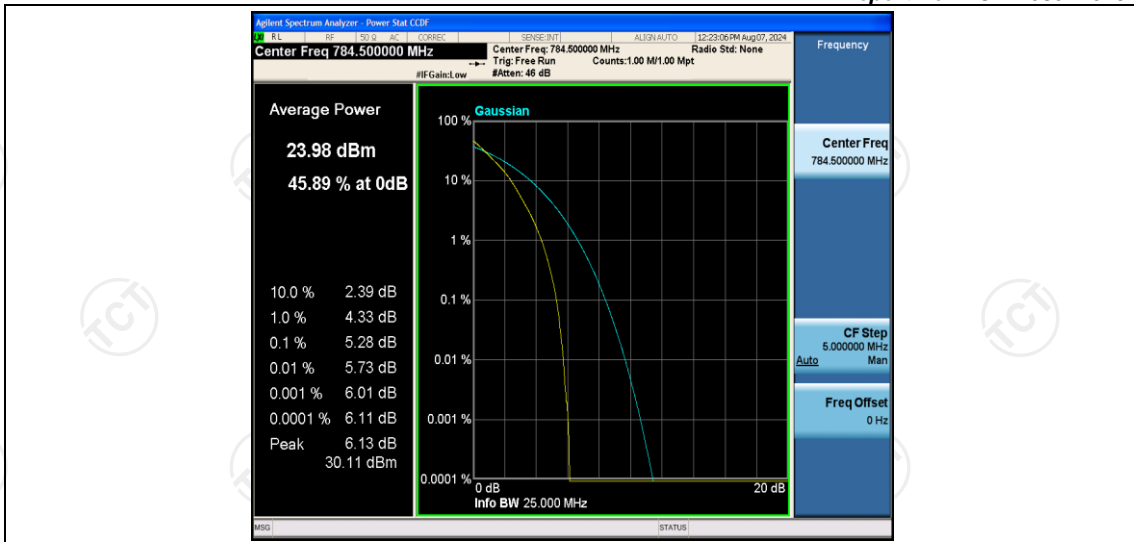 Agilent Spectrum Analyzer - Power Stat CCDF
RL RF 50 Ω AC CORREC SENSE:INT ALIGN AUTO 12:23:06 PM Aug 07, 2024
Center Freq 784.500000 MHz
Center Freq: 784.500000 MHz Radio Std: None
Trig: Free Run Counts:1.00 M/1.00 Mpt
#IFGain:Low #Atten: 46 dB
Frequency
Average Power
23.98 dBm
45.89 % at 0dB
10.0 % 2.39 dB
1.0 % 4.33 dB
0.1 % 5.28 dB
0.01 % 5.73 dB
0.001 % 6.01 dB
0.0001 % 6.11 dB
Peak 6.13 dB
30.11 dBm
Gaussian
100 %
10 %
1 %
0.1 %
0.01 %
0.001 %
0.0001 %
0 dB 20 dB
Info BW 25.000 MHz
Center Freq
784.500000 MHz
CF Step
5.000000 MHz
Auto Man
Freq Offset
0 Hz
MSG STATUS
TCT
TCT